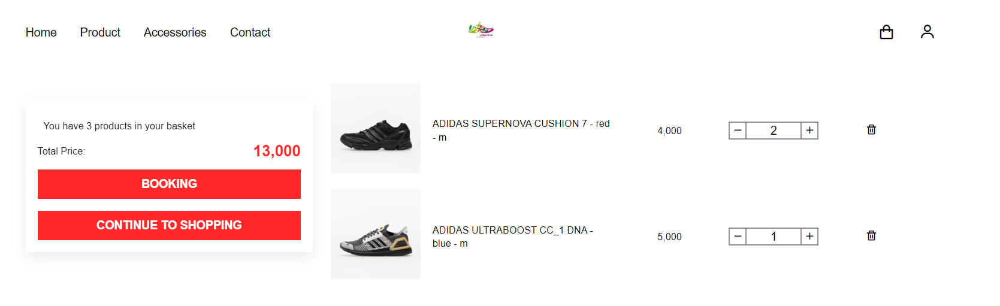 Home Product Accessories Contact
CREATIVE
You have 3 products in your basket
Total Price: 13,000
BOOKING
CONTINUE TO SHOPPING
ADIDAS SUPERNOVA CUSHION 7 - red
- m
4,000
− 2 +
ADIDAS ULTRABOOST CC_1 DNA -
blue - m
5,000
− 1 +